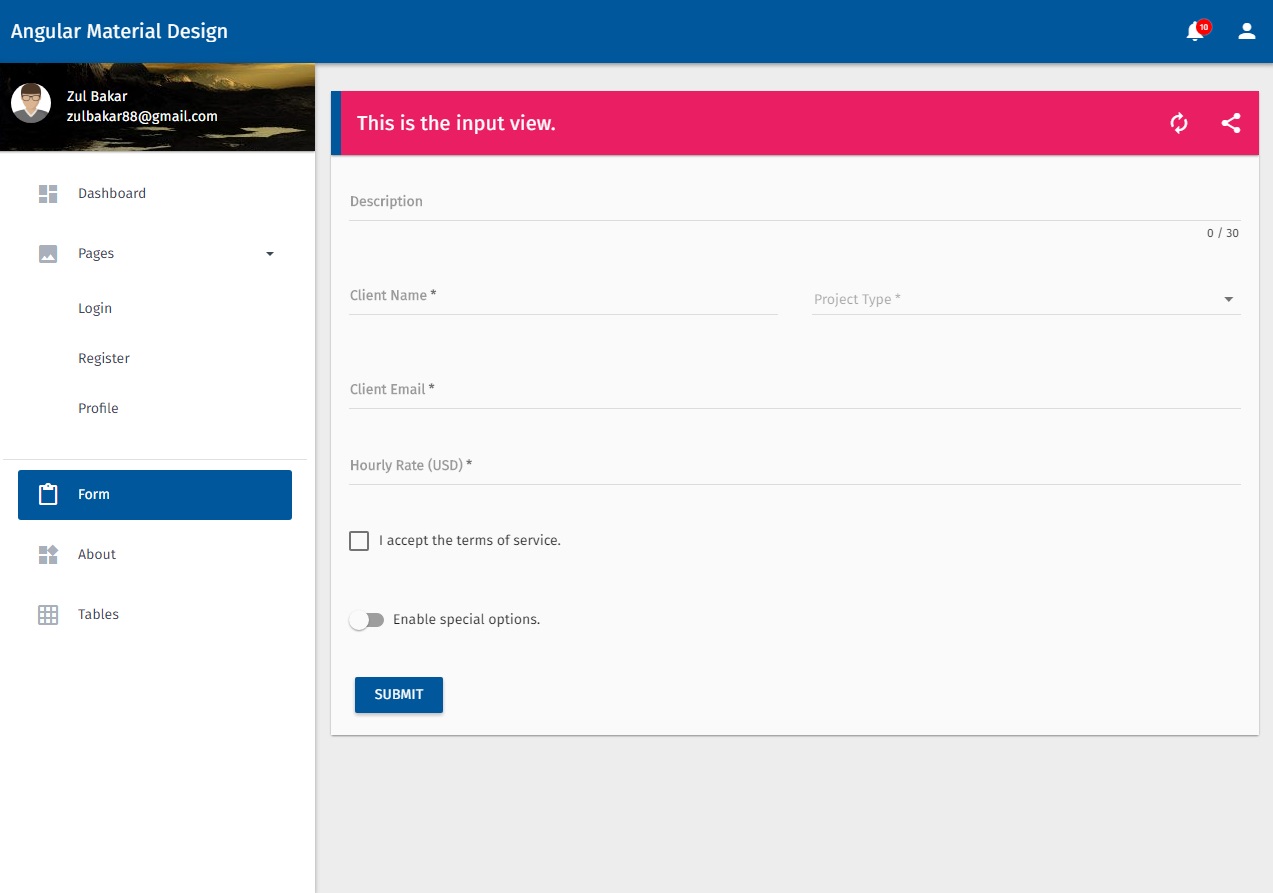 Angular Material Design
10
Zul Bakar
zulbakar88@gmail.com
Dashboard
Pages
Login
Register
Profile
Form
About
Tables
This is the input view.
Description
0 / 30
Client Name *
Project Type *
Client Email *
Hourly Rate (USD) *
I accept the terms of service.
Enable special options.
SUBMIT